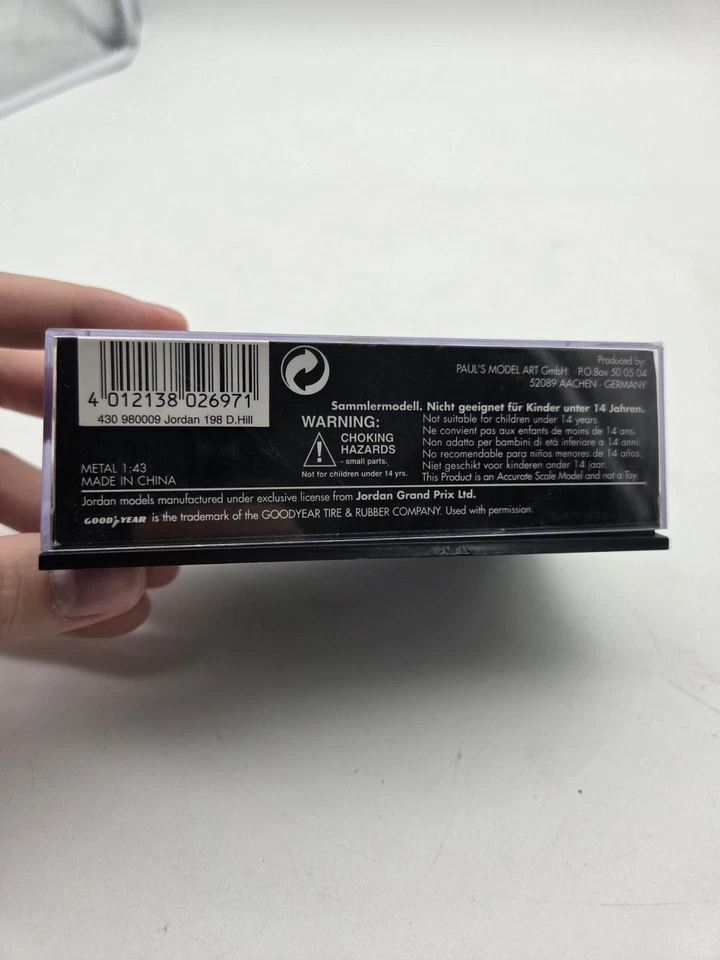 4 012138 026971
430 980009 Jordan 198 D.Hill
METAL 1:43
MADE IN CHINA
Produced by:
PAUL'S MODEL ART GmbH · P.O.Box 50 05 04
52089 AACHEN · GERMANY
Sammlermodell. Nicht geeignet für Kinder unter 14 Jahren.
WARNING:
CHOKING
HAZARDS
- small parts.
Not for children under 14 yrs.
Not suitable for children under 14 years.
Ne convient pas aux enfants de moins de 14 ans.
Non adatto per bambini di età inferiore a 14 anni.
No recomendable para niños menores de 14 años.
Niet geschikt voor kinderen onder 14 jaar.
This Product is an Accurate Scale Model and not a Toy.
Jordan models manufactured under exclusive license from Jordan Grand Prix Ltd.
GOODYEAR is the trademark of the GOODYEAR TIRE & RUBBER COMPANY. Used with permission.